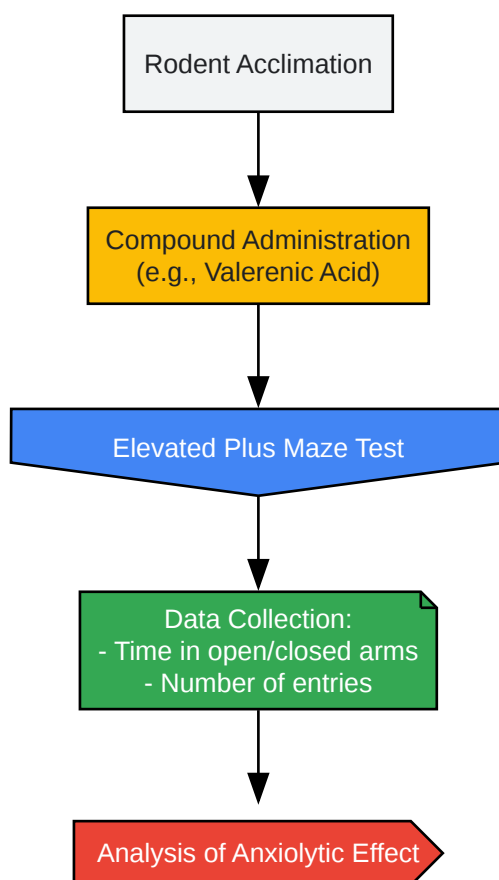 Rodent Acclimation
Compound Administration
(e.g., Valerenic Acid)
Elevated Plus Maze Test
Data Collection:
- Time in open/closed arms
- Number of entries
Analysis of Anxiolytic Effect